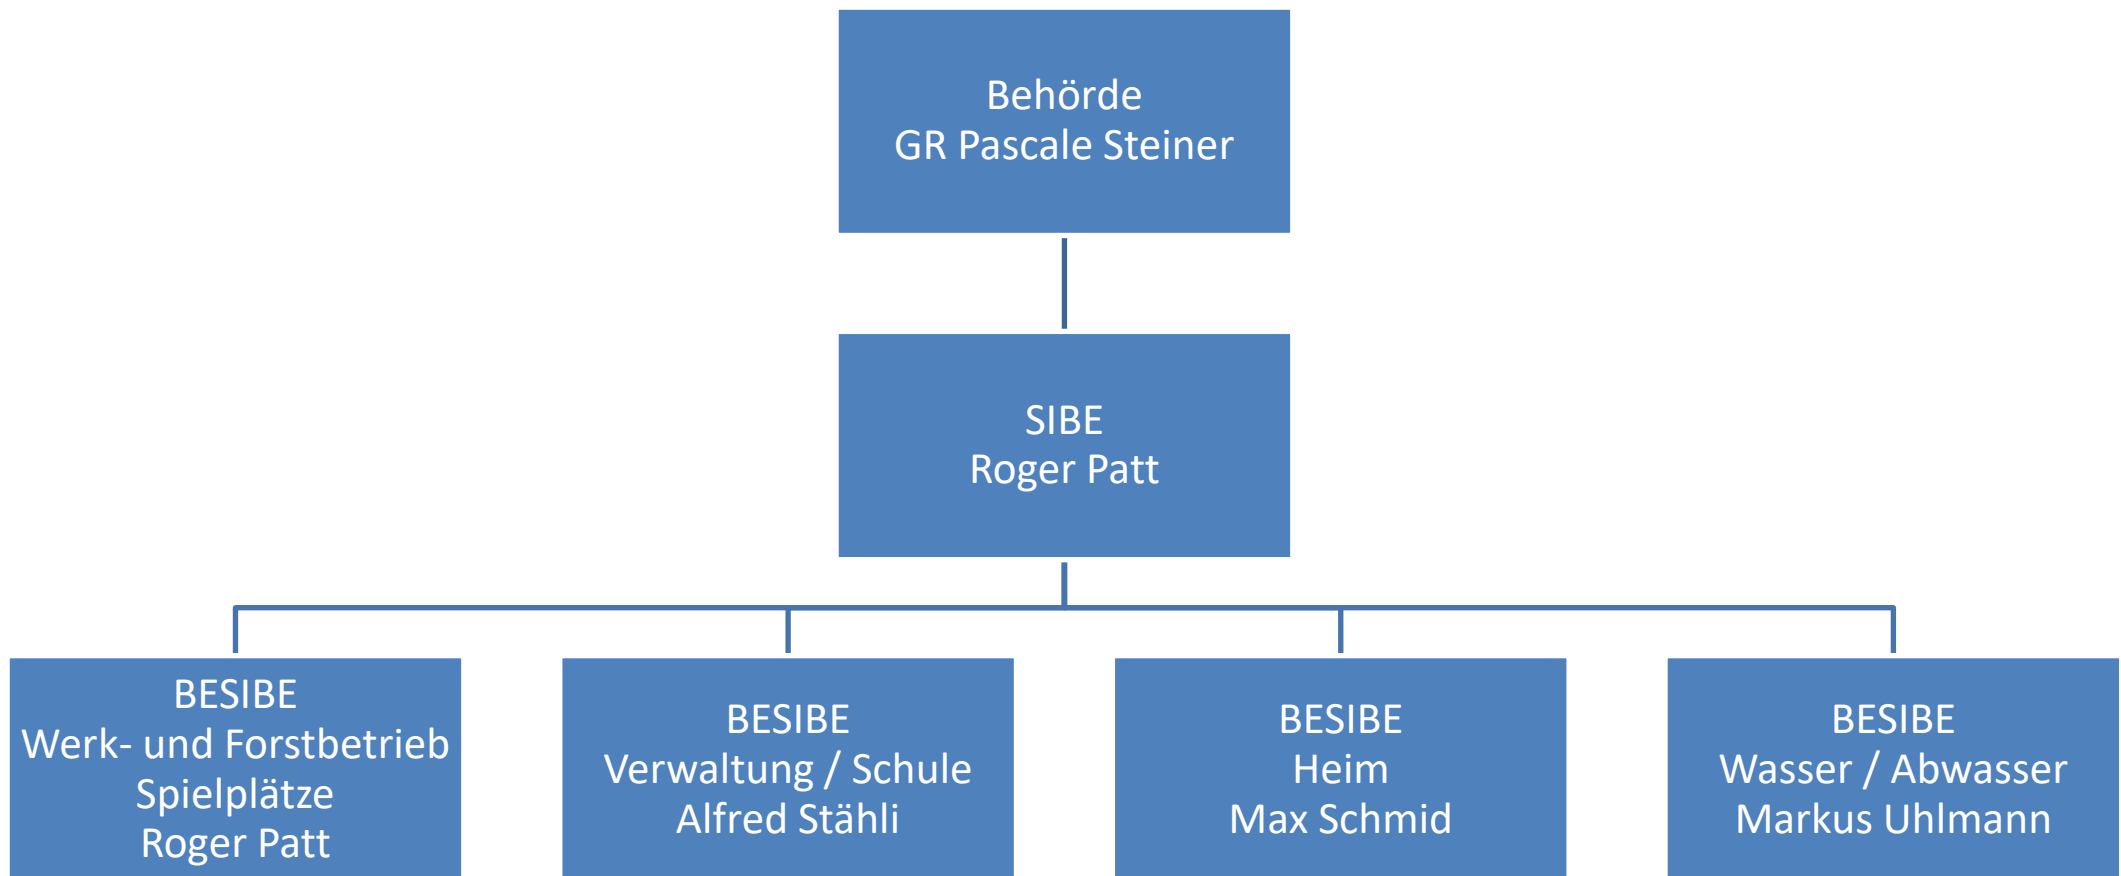 Behörde
GR Pascale Steiner
SIBE
Roger Patt
BESIBE
Werk- und Forstbetrieb
Spielplätze
Roger Patt
BESIBE
Verwaltung / Schule
Alfred Stähli
BESIBE
Heim
Max Schmid
BESIBE
Wasser / Abwasser
Markus Uhlmann